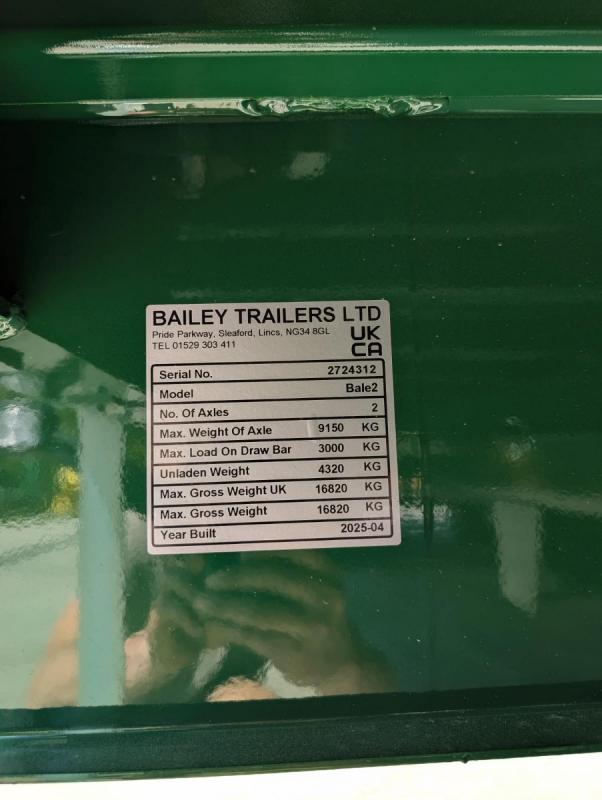 BAILEY TRAILERS LTD
Pride Parkway, Sleaford, Lincs, NG34 8GL
TEL 01529 303 411
UK
CA
Serial No. 2724312
Model Bale2
No. Of Axles 2
Max. Weight Of Axle 9150 KG
Max. Load On Draw Bar 3000 KG
Unladen Weight 4320 KG
Max. Gross Weight UK 16820 KG
Max. Gross Weight 16820 KG
Year Built 2025-04